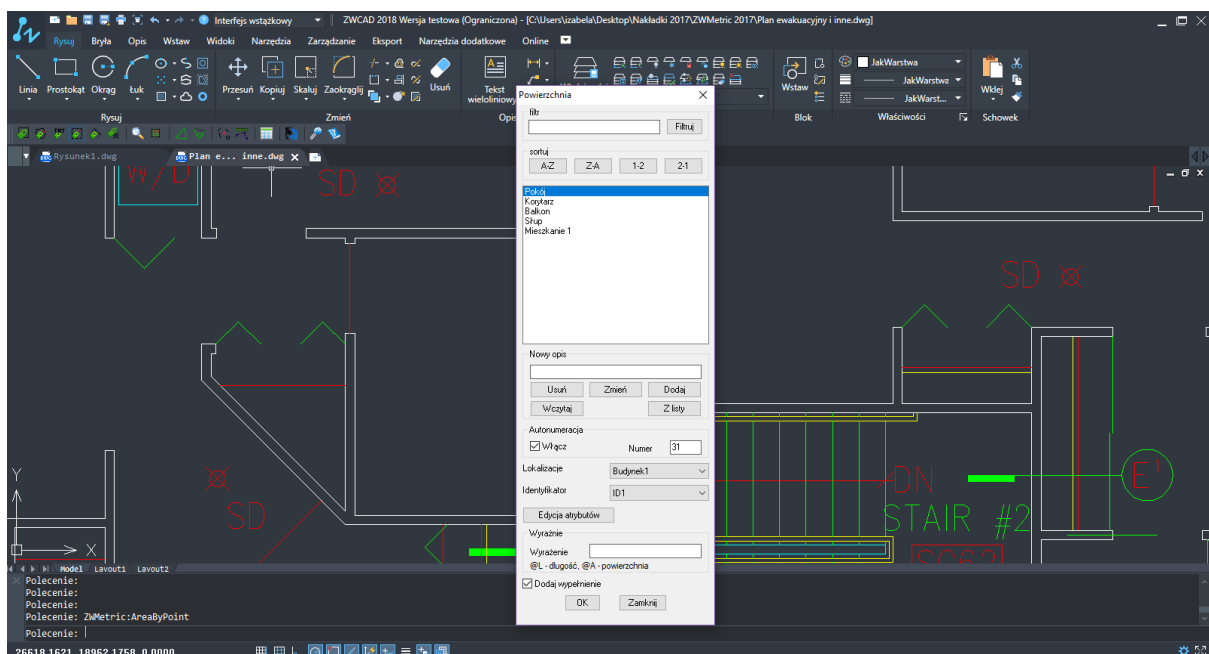 Interfejs wstążkowy
ZWCAD 2018 Wersja testowa (Ograniczona) - [C:\Users\izabela\Desktop\Nakładki 2017\ZWMetric 2017\Plan ewakuacyjny i inne.dwg]
Rysuj Bryła Opis Wstaw Widoki Narzędzia Zarządzanie Eksport Narzędzia dodatkowe Online
Linia Prostokąt Okrąg Łuk Przesuń Kopiuj Skaluj Zaokrąglij Usuń Tekst wieloliniowy Wstaw JakWarstwa JakWarstwa JakWarst... Wklej
Rysuj Zmień Opis Blok Właściwości Schowek
Rysunek1.dwg Plan e... inne.dwg
Powierzchnia
filtr
Filtruj
sortuj
A-Z Z-A 1-2 2-1
Pokój
Korytarz
Balkon
Słup
Mieszkanie 1
Nowy opis
Usuń Zmień Dodaj
Wczytaj Z listy
Autonumeracja
Włącz Numer 31
Lokalizacje Budynek1
Identyfikator ID1
Edycja atrybutów
Wyraźnie
Wyrażenie
@L - długość, @A - powierzchnia
Dodaj wypełnienie
OK Zamknij
W/D
SD
SD
SD
DN
E'
STAIR #2
SC62
Y
X
Model Layout1 Layout2
Polecenie:
Polecenie:
Polecenie:
Polecenie: ZWMetric:AreaByPoint
Polecenie:
26618.1621, 18962.1758, 0.0000